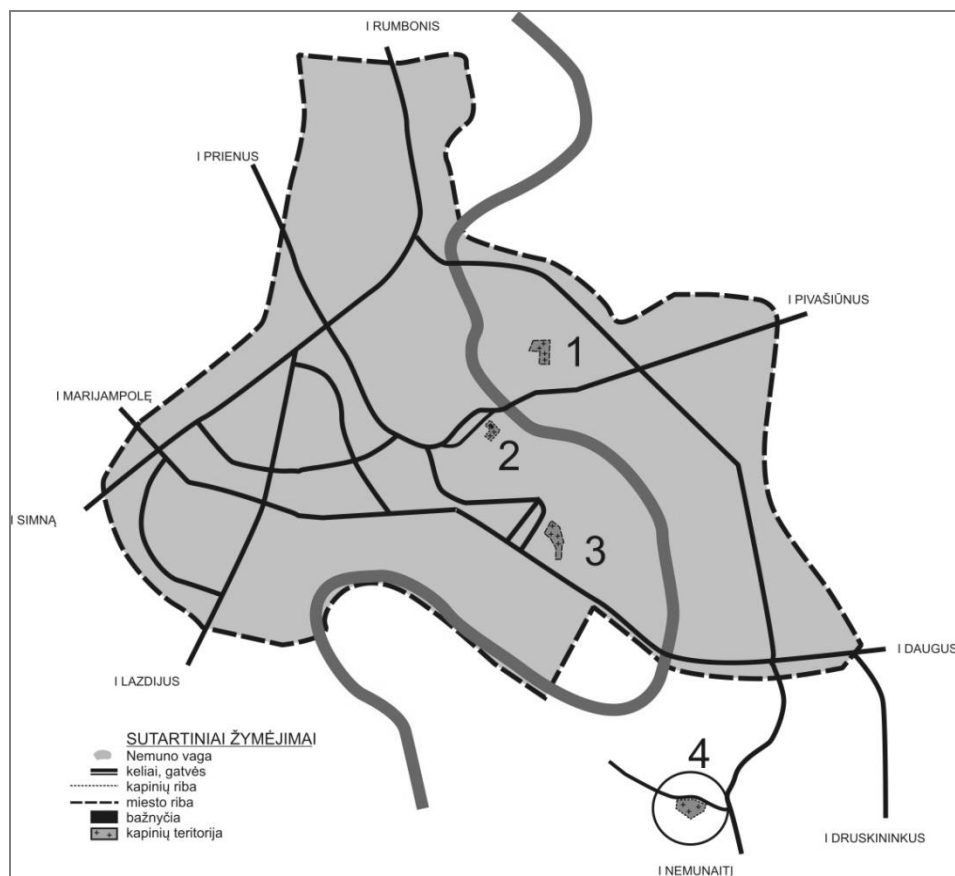 I RUMBONIS
I PRIENUS
I PIVAŠIŪNUS
1
I MARIJAMPOLĘ
2
I SIMNĄ
3
I DAUGUS
I LAZDIJUS
SUTARTINIAI ŽYMĖJIMAI
Nemuno vaga
keliai, gatvės
kapinių riba
miesto riba
bažnyčia
kapinių teritorija
4
I DRUSKININKUS
I NEMUNAITĮ